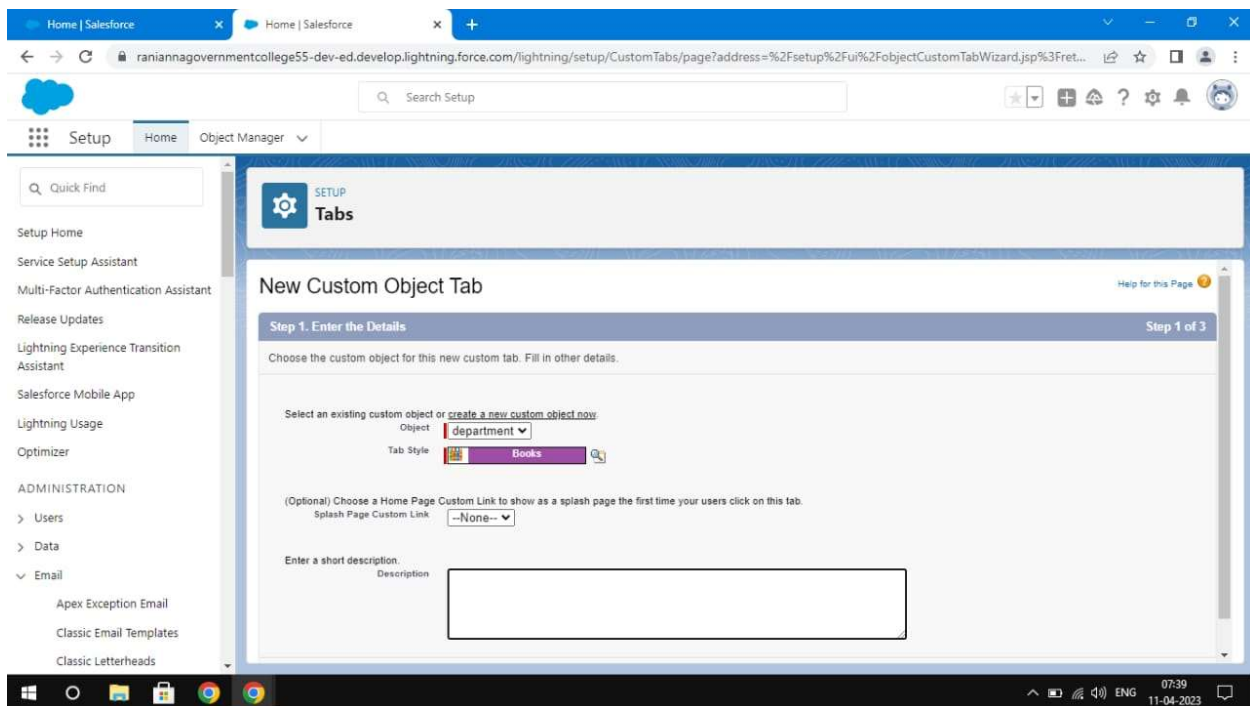 Home | Salesforce
Home | Salesforce
raniannagovernmentcollege55-dev-ed.develop.lightning.force.com/lightning/setup/CustomTabs/page?address=%2Fsetup%2Fui%2FobjectCustomTabWizard.jsp%3Fret...
Search Setup
Setup Home Object Manager
Quick Find
Setup Home
Service Setup Assistant
Multi-Factor Authentication Assistant
Release Updates
Lightning Experience Transition
Assistant
Salesforce Mobile App
Lightning Usage
Optimizer
ADMINISTRATION
Users
Data
Email
Apex Exception Email
Classic Email Templates
Classic Letterheads
SETUP
Tabs
New Custom Object Tab
Help for this Page
Step 1. Enter the Details Step 1 of 3
Choose the custom object for this new custom tab. Fill in other details.
Select an existing custom object or create a new custom object now.
Object department
Tab Style Books
(Optional) Choose a Home Page Custom Link to show as a splash page the first time your users click on this tab.
Splash Page Custom Link --None--
Enter a short description.
Description
ENG
07:39
11-04-2023